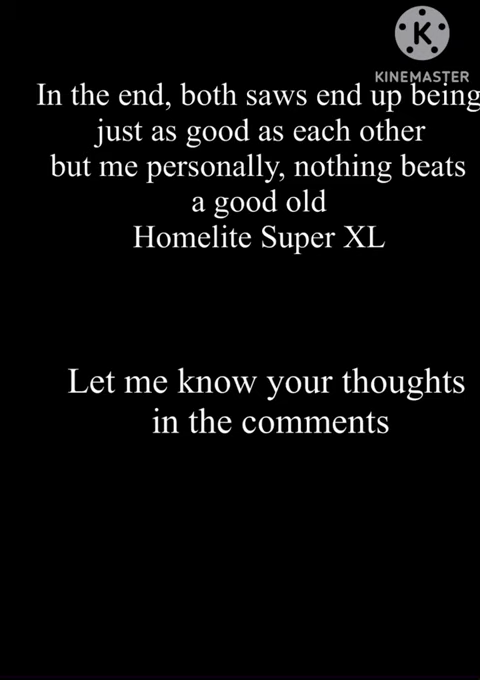 K
KINEMASTER
In the end, both saws end up being
just as good as each other
but me personally, nothing beats
a good old
Homelite Super XL
Let me know your thoughts
in the comments